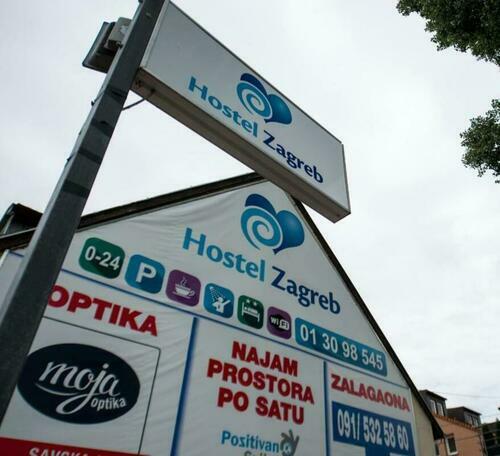 Hostel Zagreb
Hostel Zagreb
0-24
P
WiFi
01 30 98 545
OPTIKA
moja
optika
NAJAM
PROSTORA
PO SATU
Positivan
ZALAGAONA
091/ 532 58 60